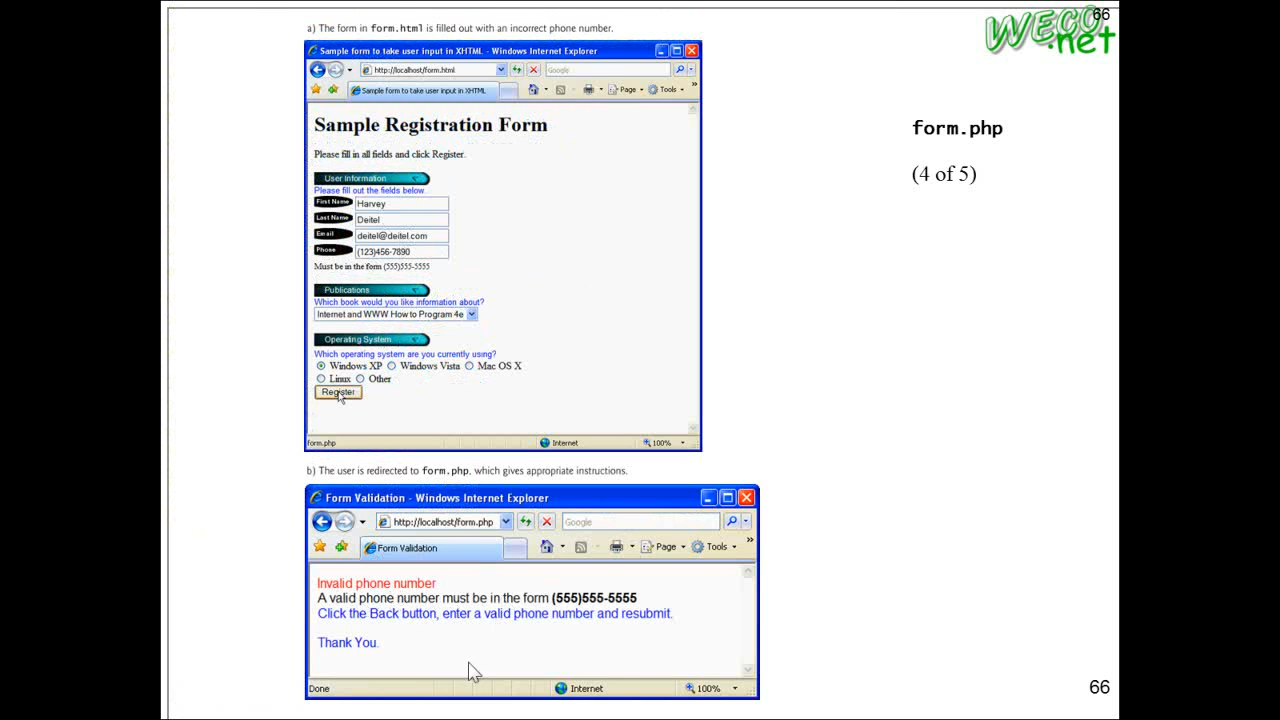 66
WECO
.net
a) The form in form.html is filled out with an incorrect phone number.
Sample form to take user input in XHTML - Windows Internet Explorer
http://localhost/form.html
Google
Sample form to take user input in XHTML
Page
Tools
»
Sample Registration Form
Please fill in all fields and click Register.
User Information
Please fill out the fields below.
First Name Harvey
Last Name Deitel
Email deitel@deitel.com
Phone (123)456-7890
Must be in the form (555)555-5555
Publications
Which book would you like information about?
Internet and WWW How to Program 4e
Operating System
Which operating system are you currently using?
Windows XP Windows Vista Mac OS X
Linux Other
Register
form.php Internet 100%
form.php
(4 of 5)
b) The user is redirected to form.php, which gives appropriate instructions.
Form Validation - Windows Internet Explorer
http://localhost/form.php
Google
Form Validation
Page
Tools
»
Invalid phone number
A valid phone number must be in the form (555)555-5555
Click the Back button, enter a valid phone number and resubmit.
Thank You.
Done Internet 100%
66